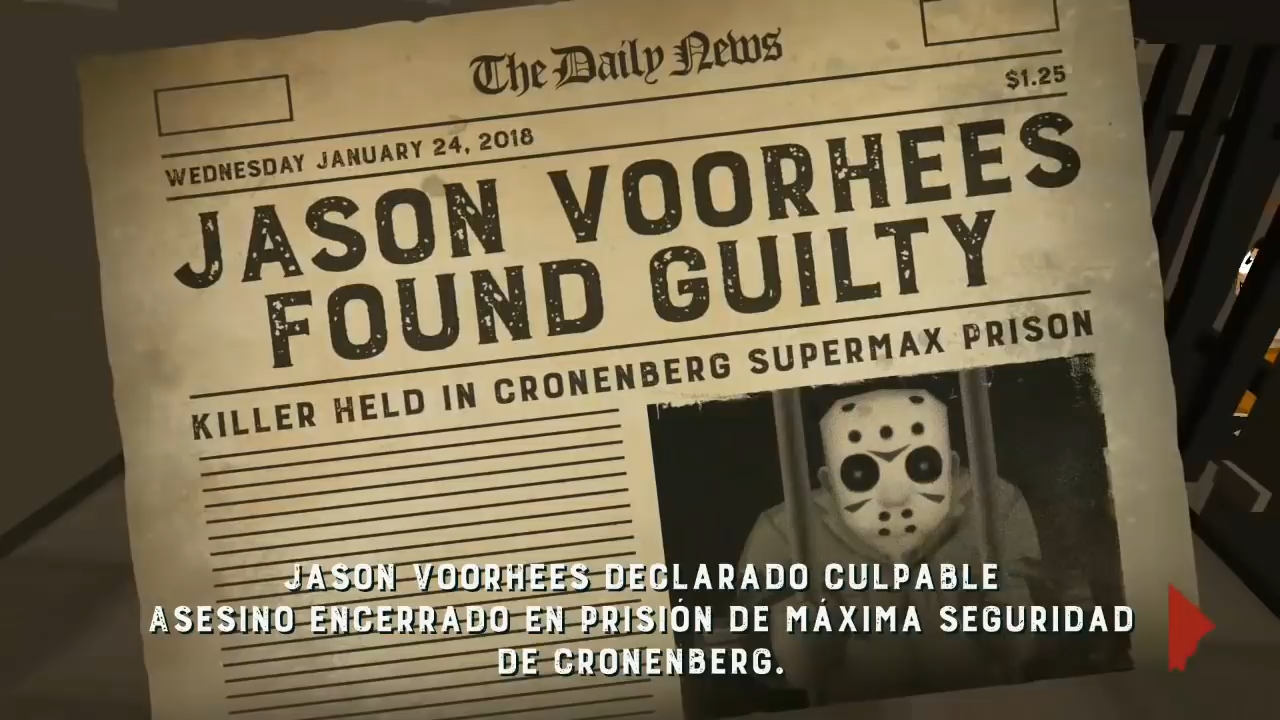 The Daily News
$1.25
WEDNESDAY JANUARY 24, 2018
JASON VOORHEES
FOUND GUILTY
KILLER HELD IN CRONENBERG SUPERMAX PRISON
JASON VOORHEES DECLARADO CULPABLE
ASESINO ENCERRADO EN PRISIÓN DE MÁXIMA SEGURIDAD
DE CRONENBERG.